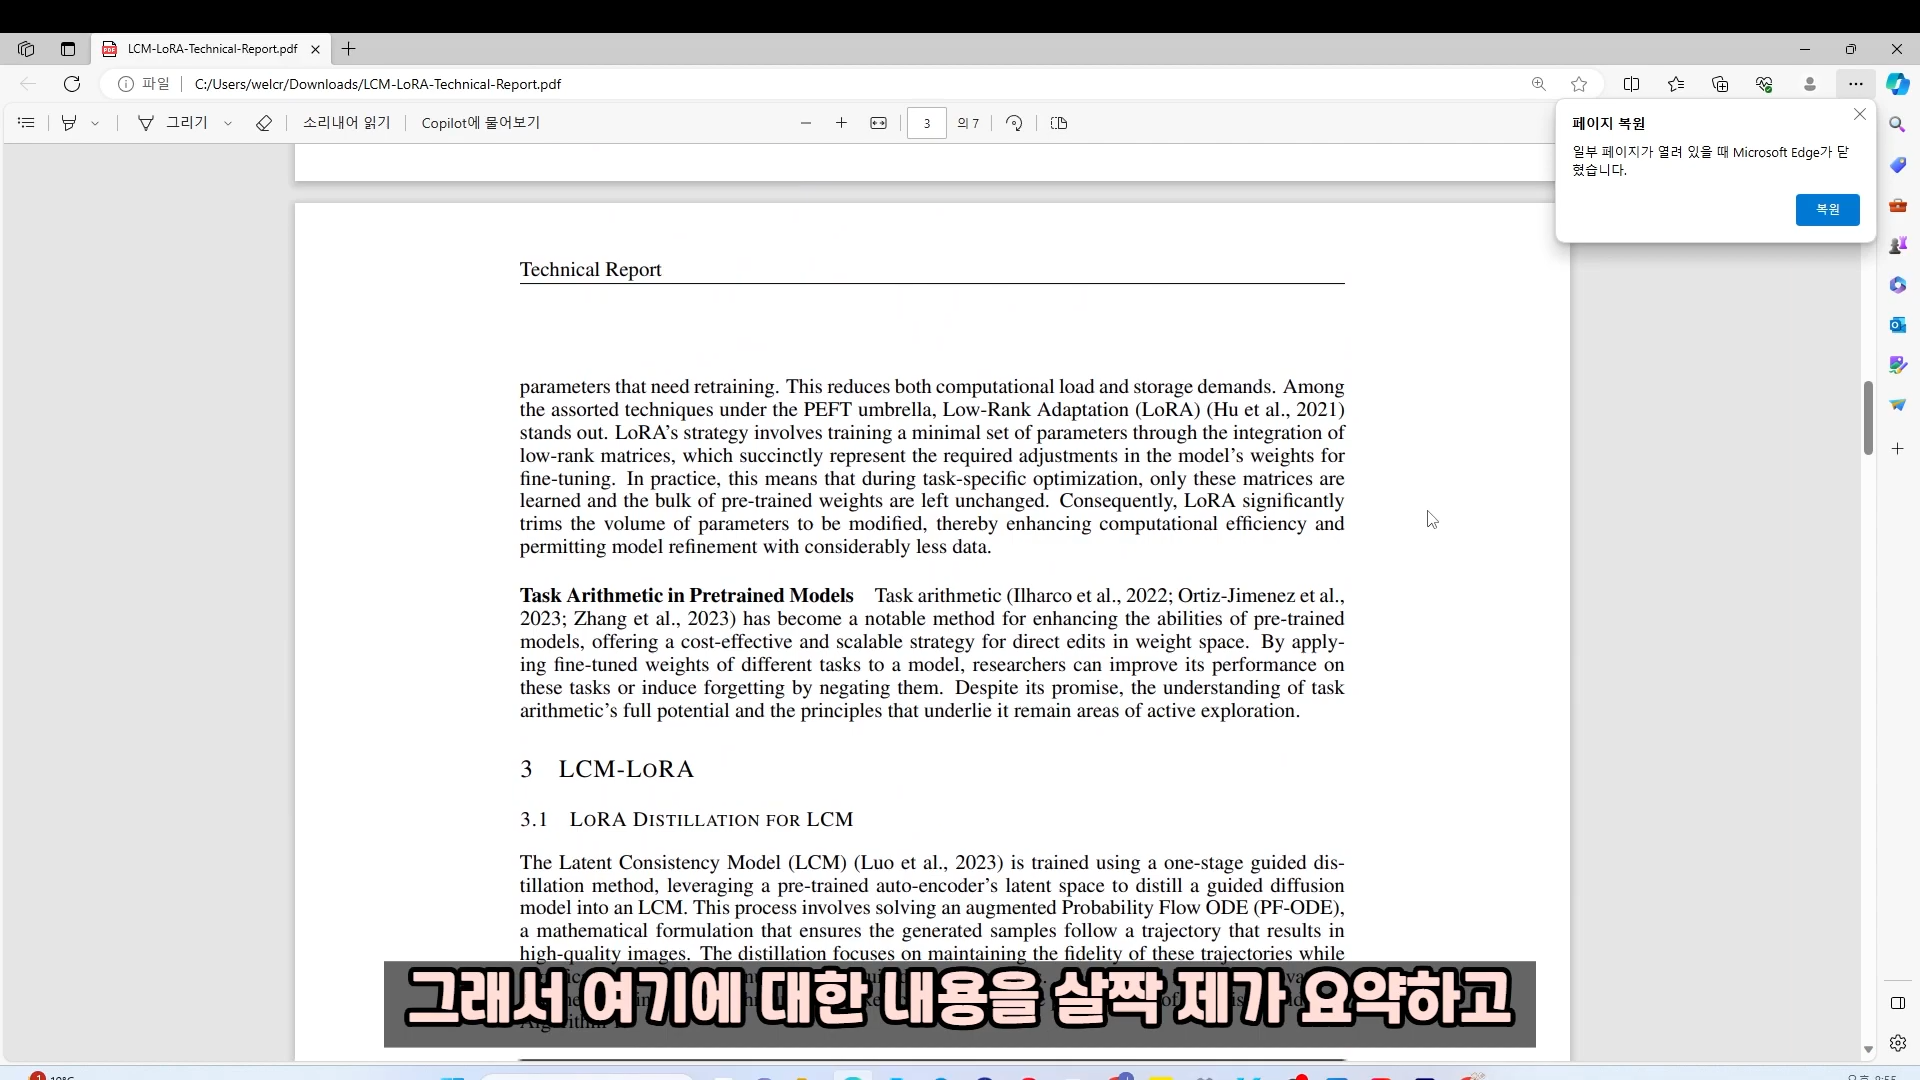 LCM-LoRA-Technical-Report.pdf
파일
C:/Users/welcr/Downloads/LCM-LoRA-Technical-Report.pdf
그리기
소리내어 읽기
Copilot에 물어보기
3
의 7
페이지 복원
일부 페이지가 열려 있을 때 Microsoft Edge가 닫
혔습니다.
복원
Technical Report
parameters that need retraining. This reduces both computational load and storage demands. Among
the assorted techniques under the PEFT umbrella, Low-Rank Adaptation (LoRA) (Hu et al., 2021)
stands out. LoRA’s strategy involves training a minimal set of parameters through the integration of
low-rank matrices, which succinctly represent the required adjustments in the model’s weights for
fine-tuning. In practice, this means that during task-specific optimization, only these matrices are
learned and the bulk of pre-trained weights are left unchanged. Consequently, LoRA significantly
trims the volume of parameters to be modified, thereby enhancing computational efficiency and
permitting model refinement with considerably less data.
Task Arithmetic in Pretrained Models Task arithmetic (Ilharco et al., 2022; Ortiz-Jimenez et al.,
2023; Zhang et al., 2023) has become a notable method for enhancing the abilities of pre-trained
models, offering a cost-effective and scalable strategy for direct edits in weight space. By apply-
ing fine-tuned weights of different tasks to a model, researchers can improve its performance on
these tasks or induce forgetting by negating them. Despite its promise, the understanding of task
arithmetic’s full potential and the principles that underlie it remain areas of active exploration.
3 LCM-LORA
3.1 LORA DISTILLATION FOR LCM
The Latent Consistency Model (LCM) (Luo et al., 2023) is trained using a one-stage guided dis-
tillation method, leveraging a pre-trained auto-encoder’s latent space to distill a guided diffusion
model into an LCM. This process involves solving an augmented Probability Flow ODE (PF-ODE),
a mathematical formulation that ensures the generated samples follow a trajectory that results in
high-quality images. The distillation focuses on maintaining the fidelity of these trajectories while
그래서 여기에 대한 내용을 살짝 제가 요약하고